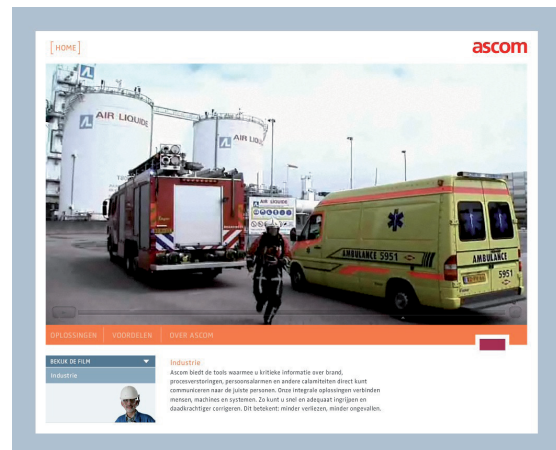 [HOME]
ascom
AIR LIQUIDE
AIR LIQUIDE
AIR LIQUIDE
AMBULANCE 5951
AMBULANCE
5951
OPLOSSINGEN
VOORDELEN
OVER ASCOM
BEKIJK DE FILM
Industrie
Industrie
Ascom biedt de tools waarmee u kritieke informatie over brand,
procesverstoringen, persoonsalarmen en andere calamiteiten direct kunt
communiceren naar de juiste personen. Onze integrale oplossingen verbinden
mensen, machines en systemen. Zo kunt u snel en adequaat ingrijpen en
daadkrachtiger corrigeren. Dit betekent: minder verliezen, minder ongevallen.